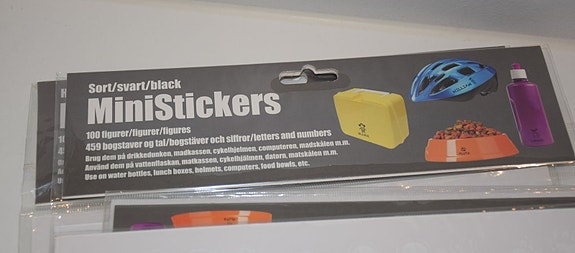 Sort/svart/black
MiniStickers
100 figurer/figurer/figures
459 bogstaver og tal/bogstäver och siffror/letters and numbers
Brug dem på drikkedunken, madkassen, cykelhjelmen, computeren, madskålen m.m.
Använd dem på vattenflaskan, matkassen, cykelhjälmen, dators, matskålen m.m.
Use on water bottles, lunch boxes, helmets, computers, food bowls, etc.